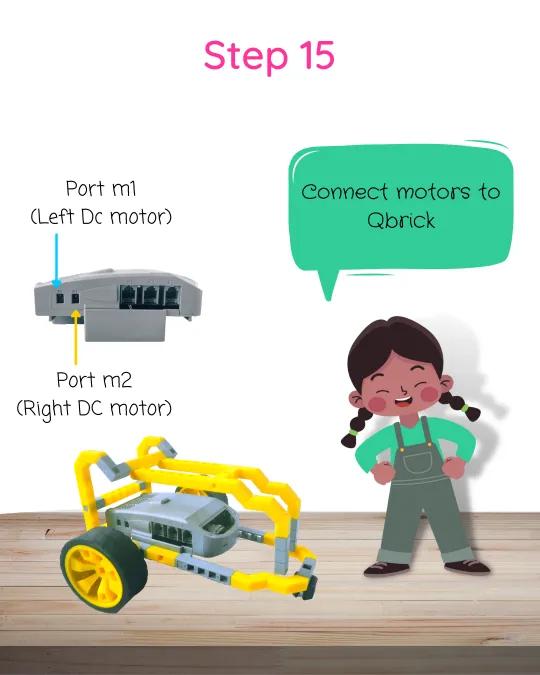 Step 15
Port m1
(Left Dc motor)
Connect motors to
Qbrick
Port m2
(Right DC motor)